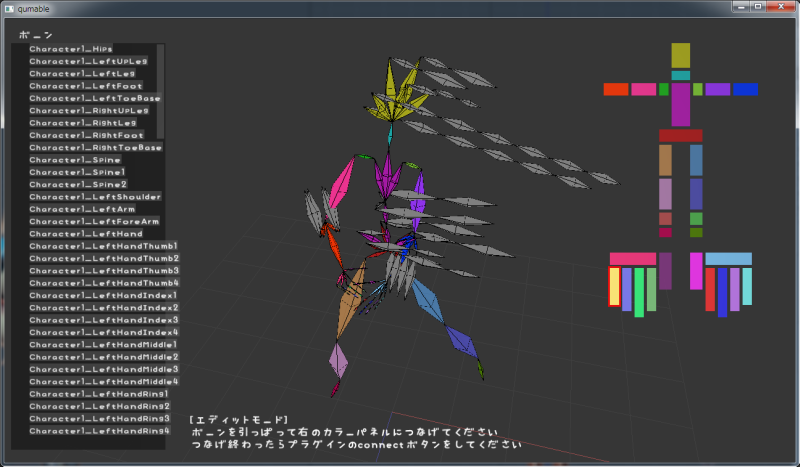 qumable
ボーン
Character1_Hips
Character1_LeftUpLeg
Character1_LeftLeg
Character1_LeftFoot
Character1_LeftToeBase
Character1_RightUpLeg
Character1_RightLeg
Character1_RightFoot
Character1_RightToeBase
Character1_Spine
Character1_Spine1
Character1_Spine2
Character1_LeftShoulder
Character1_LeftArm
Character1_LeftForeArm
Character1_LeftHand
Character1_LeftHandThumb1
Character1_LeftHandThumb2
Character1_LeftHandThumb3
Character1_LeftHandThumb4
Character1_LeftHandIndex1
Character1_LeftHandIndex2
Character1_LeftHandIndex3
Character1_LeftHandIndex4
Character1_LeftHandMiddle1
Character1_LeftHandMiddle2
Character1_LeftHandMiddle3
Character1_LeftHandMiddle4
Character1_LeftHandRing1
Character1_LeftHandRing2
Character1_LeftHandRing3
Character1_LeftHandRing4
[エディットモード]
ボーンを引っぱって右のカラーパネルにつなげてください
つなげ終わったらプラグインのconnectボタンをしてください